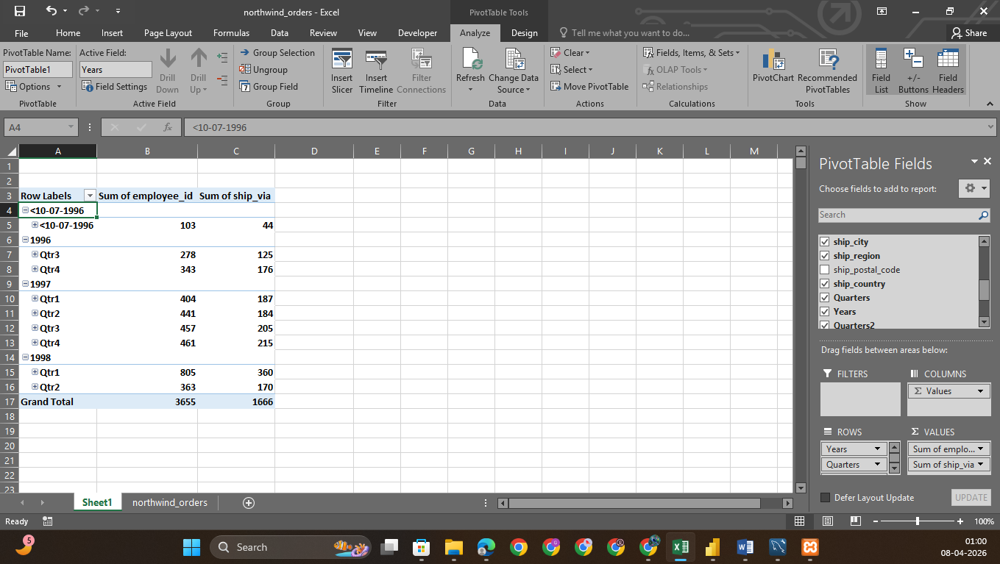 northwind_orders - Excel
PivotTable Tools
File Home Insert Page Layout Formulas Data Review View Developer Analyze Design Tell me what you want to do... Share
PivotTable Name:
PivotTable1
Options
PivotTable
Active Field:
Years
Field Settings
Drill Down
Drill Up
Active Field
Group Selection
Ungroup
Group Field
Group
Insert Slicer
Insert Timeline
Filter Connections
Filter
Refresh
Change Data Source
Data
Clear
Select
Move PivotTable
Actions
Fields, Items, & Sets
OLAP Tools
Relationships
Calculations
PivotChart
Recommended PivotTables
Tools
Field List
+/- Buttons
Field Headers
Show
A4
fx
<10-07-1996
A B C D E F G H I J K L M
1
2
3 Row Labels Sum of employee_id Sum of ship_via
4 <10-07-1996
5 <10-07-1996 103 44
6 1996
7 Qtr3 278 125
8 Qtr4 343 176
9 1997
10 Qtr1 404 187
11 Qtr2 441 184
12 Qtr3 457 205
13 Qtr4 461 215
14 1998
15 Qtr1 805 360
16 Qtr2 363 170
17 Grand Total 3655 1666
18
19
20
21
22
23
PivotTable Fields
Choose fields to add to report:
Search
ship_city
ship_region
ship_postal_code
ship_country
Quarters
Years
Quarters2
Drag fields between areas below:
FILTERS
COLUMNS
Σ Values
ROWS
Years
Quarters
Σ VALUES
Sum of emplo...
Sum of ship_via
Defer Layout Update
UPDATE
Sheet1 northwind_orders
Ready
100%
5
Search
01:00
08-04-2026